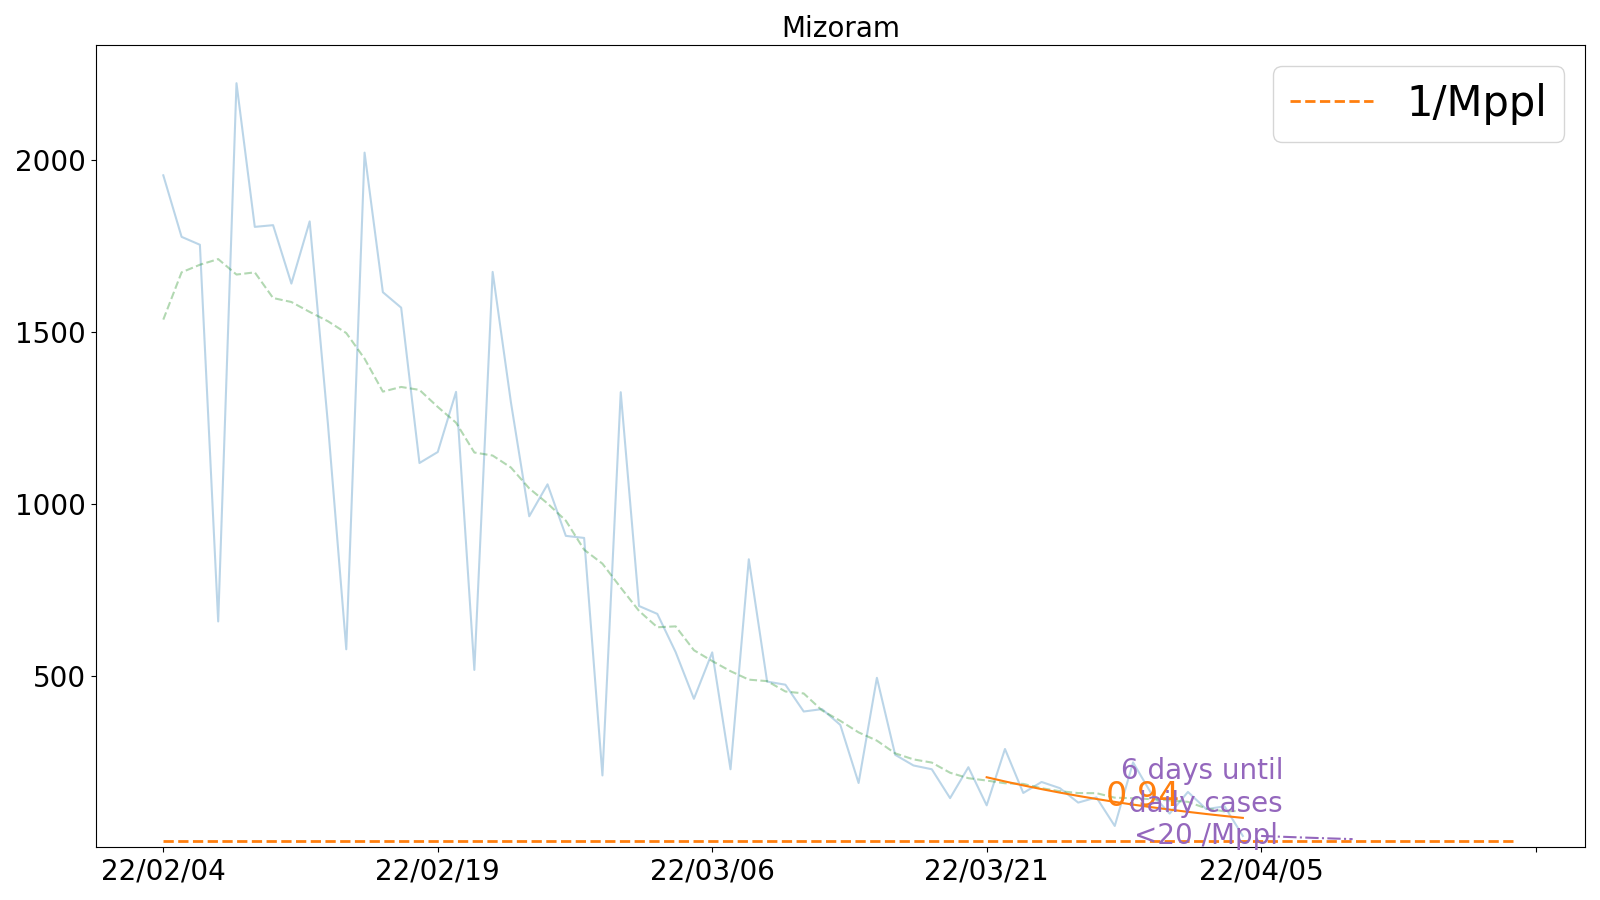 Mizoram
1/Mppl
2000
1500
1000
500
6 days until
0.94
daily cases
<20 /Mppl
22/02/04
22/02/19
22/03/06
22/03/21
22/04/05